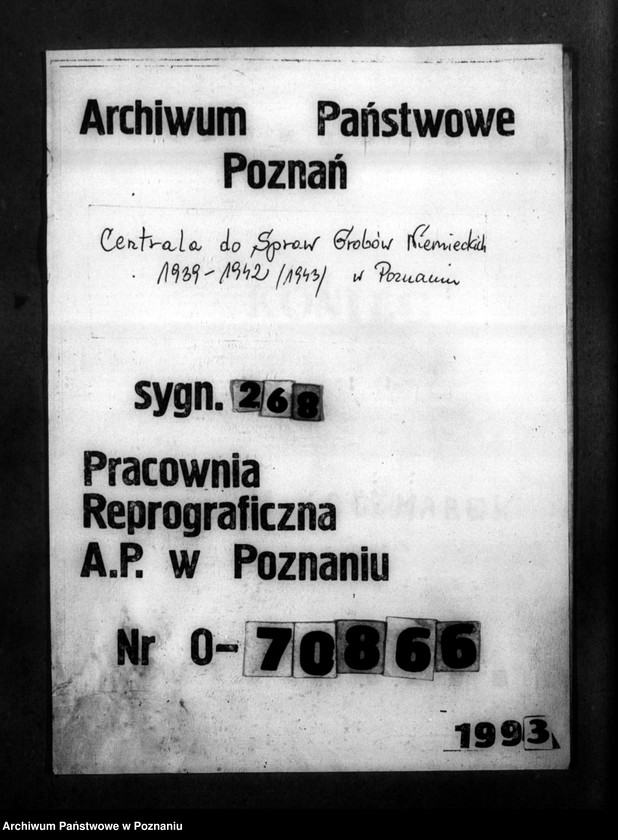 Archiwum Państwowe
Poznań
Centrala do Spraw Grobów Niemieckich
1939-1942 /1943/ w Poznaniu
sygn. 268
Pracownia
Reprograficzna
A.P. w Poznaniu
Nr O-70866
1993
Archiwum Państwowe w Poznaniu